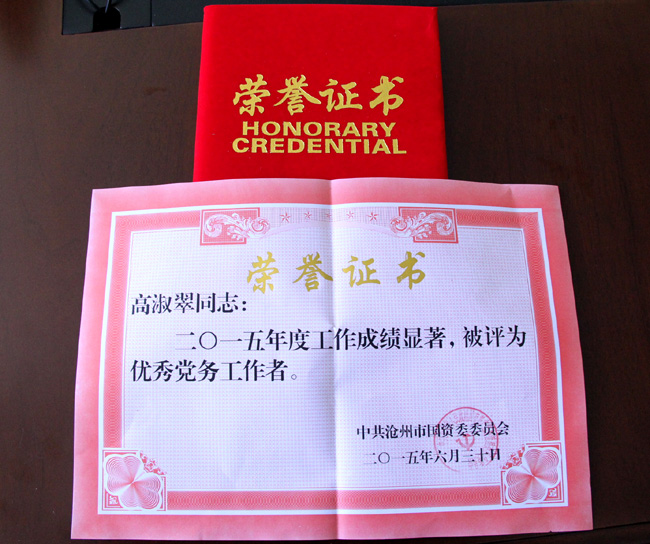 荣誉证书
HONORARY
CREDENTIAL
荣誉证书
高淑翠同志：
二〇一五年度工作成绩显著，被评为
优秀党务工作者。
中共沧州市国资委委员会
二〇一五年六月三十日